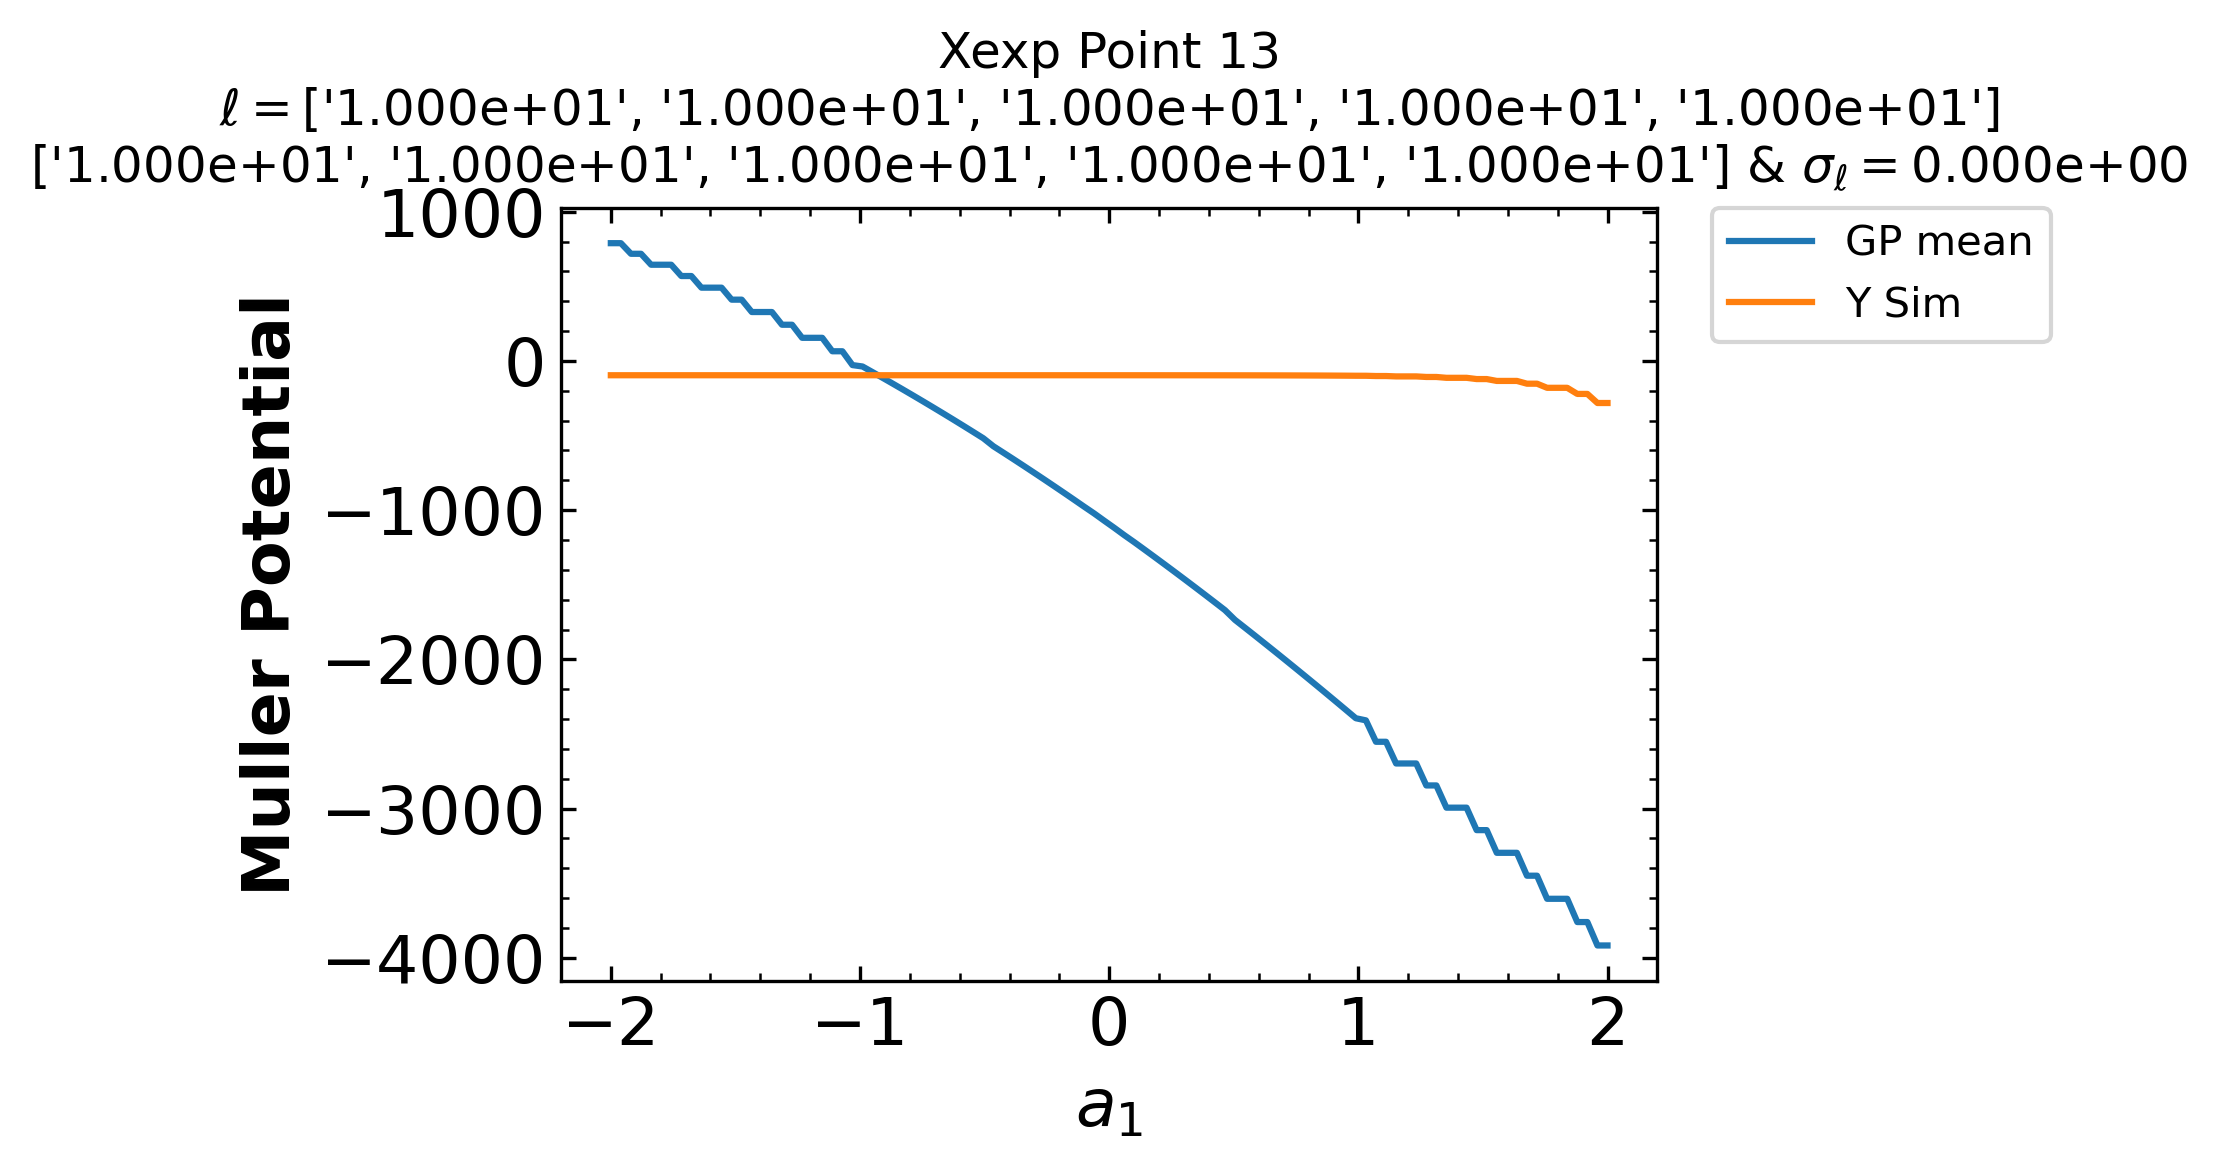 Xexp Point 13
ℓ = ['1.000e+01', '1.000e+01', '1.000e+01', '1.000e+01', '1.000e+01']
['1.000e+01', '1.000e+01', '1.000e+01', '1.000e+01', '1.000e+01'] & σℓ = 0.000e+00
GP mean
Y Sim
Muller Potential
1000
0
−1000
−2000
−3000
−4000
−2
−1
0
1
2
a₁